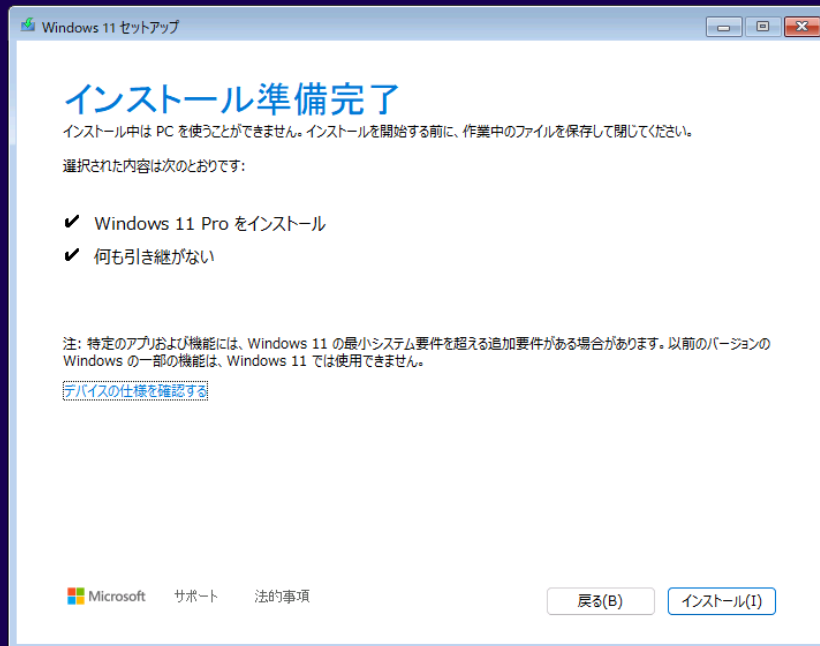 Windows 11 セットアップ
インストール準備完了
インストール中は PC を使うことができません。インストールを開始する前に、作業中のファイルを保存して閉じてください。
選択された内容は次のとおりです:
✔ Windows 11 Pro をインストール
✔ 何も引き継がない
注: 特定のアプリおよび機能には、Windows 11 の最小システム要件を超える追加要件がある場合があります。以前のバージョンの
Windows の一部の機能は、Windows 11 では使用できません。
デバイスの仕様を確認する
Microsoft サポート 法的事項 戻る(B) インストール(I)